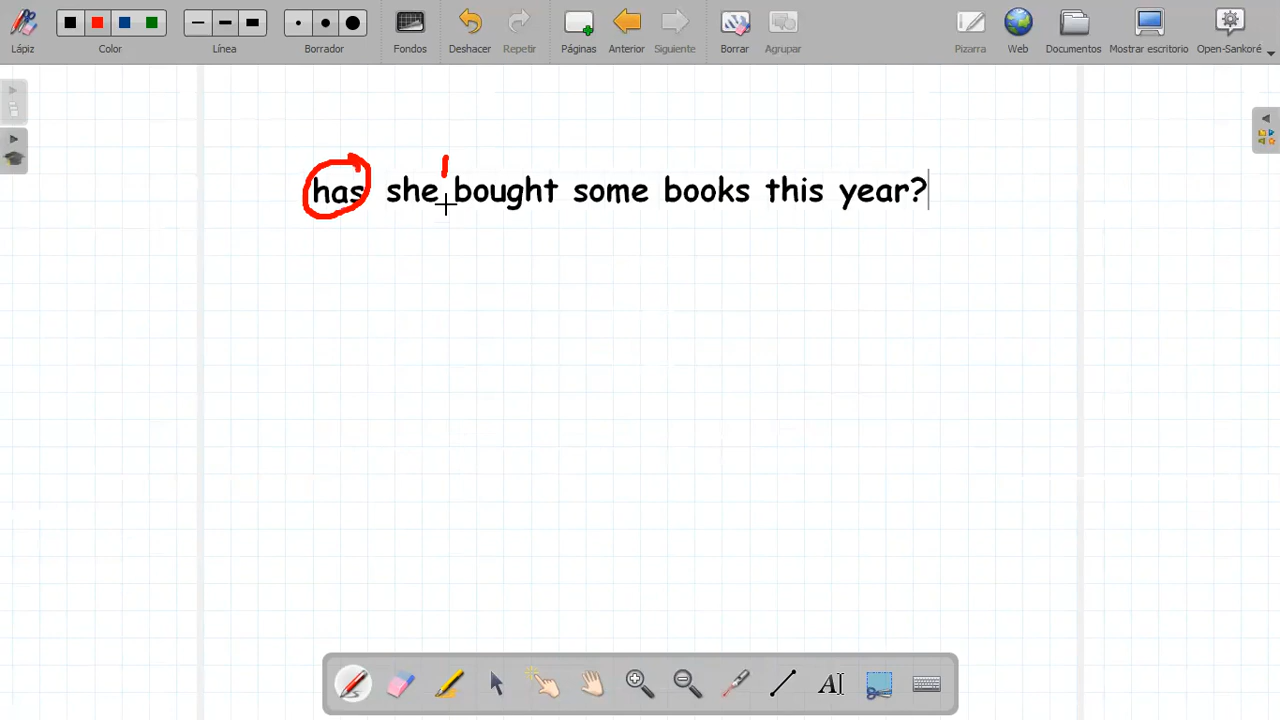 Lápiz Color Línea Borrador Fondos Deshacer Repetir Páginas Anterior Siguiente Borrar Agrupar Pizarra Web Documentos Mostrar escritorio Open-Sankoré
has she bought some books this year?